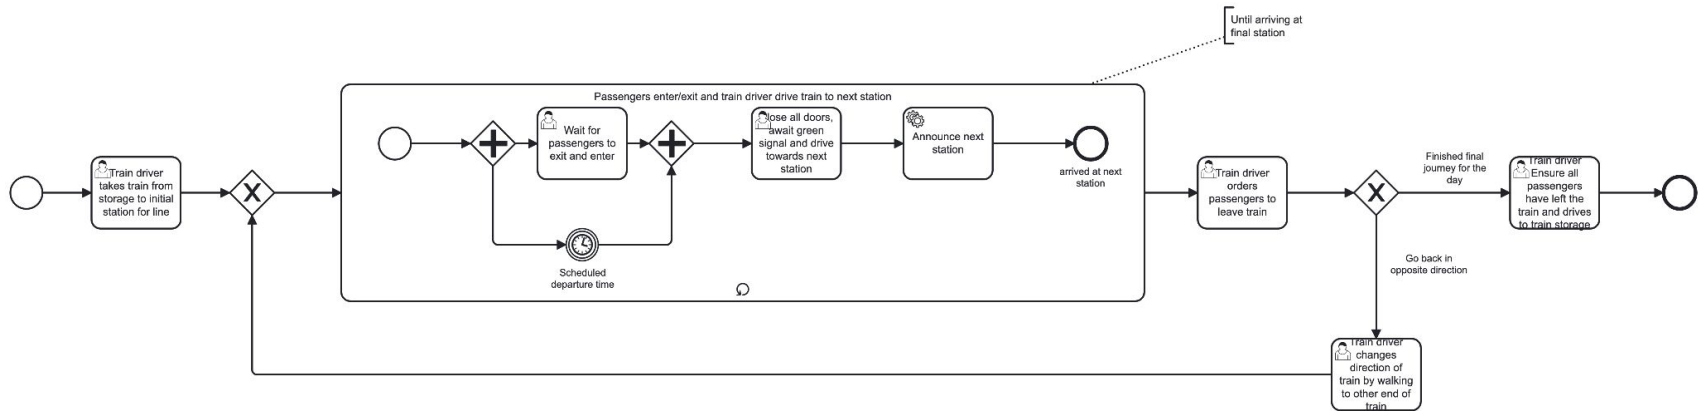 Until arriving at
final station
Passengers enter/exit and train driver drive train to next station
Train driver
takes train from
storage to initial
station for line
X
Wait for
passengers to
exit and enter
lose all doors,
await green
signal and drive
towards next
station
Announce next
station
arrived at next
station
Scheduled
departure time
Train driver
orders
passengers to
leave train
X
Finished final
journey for the
day
Train driver
Ensure all
passengers
have left the
train and drives
to train storage
Go back in
opposite direction
Train driver
changes
direction of
train by walking
to other end of
train